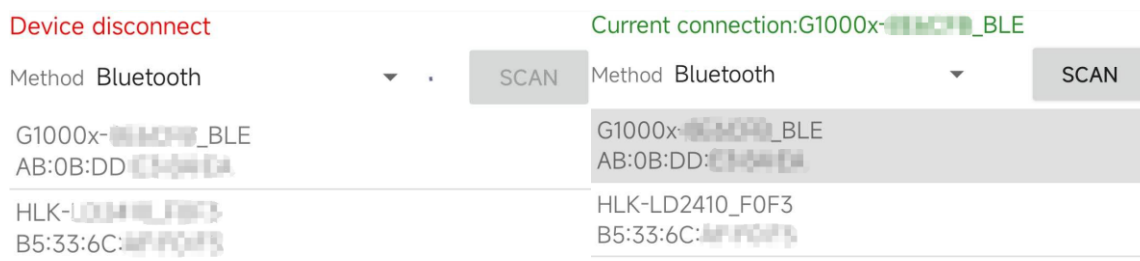 Device disconnect
Method Bluetooth
SCAN
G1000x- _BLE
AB:0B:DD
HLK-
B5:33:6C:
Current connection:G1000x- _BLE
Method Bluetooth
SCAN
G1000x- _BLE
AB:0B:DD:
HLK-LD2410_F0F3
B5:33:6C: